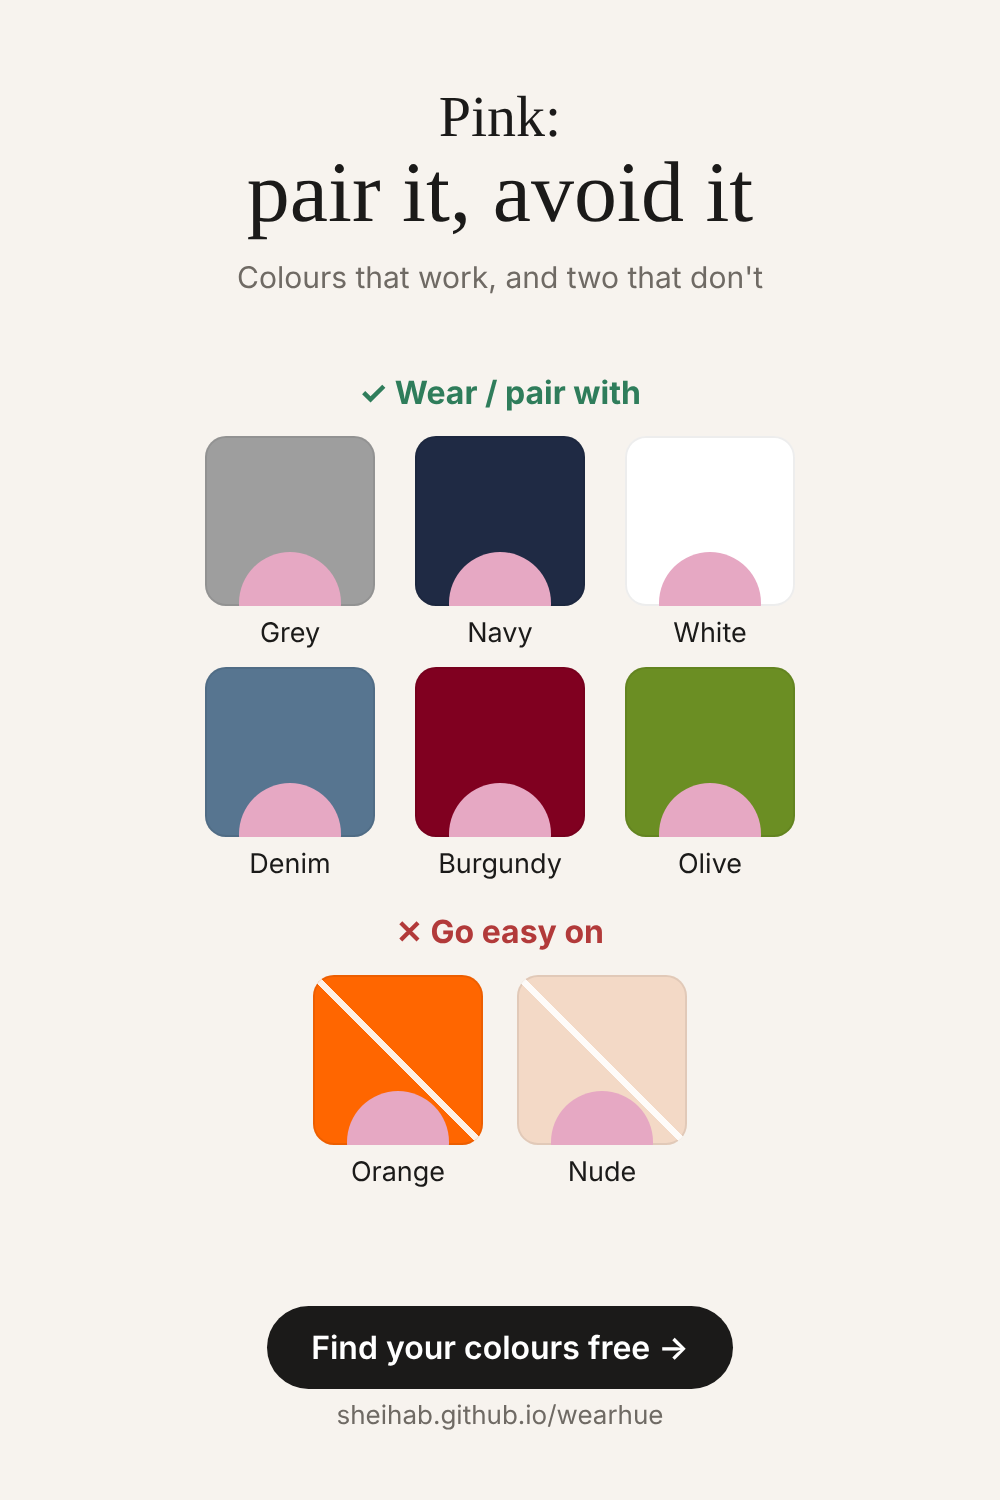 Pink:
pair it, avoid it
Colours that work, and two that don't
✓ Wear / pair with
Grey
Navy
White
Denim
Burgundy
Olive
✕ Go easy on
Orange
Nude
Find your colours free →
sheihab.github.io/wearhue